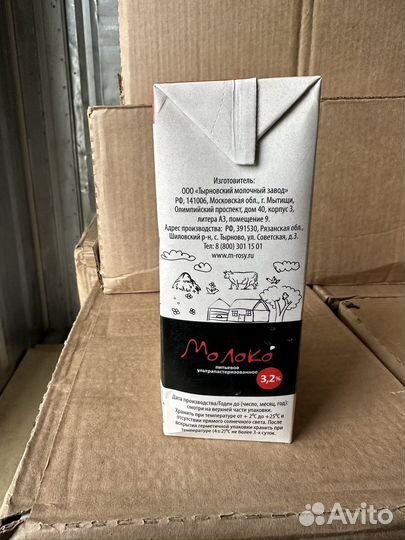 Изготовитель:
ООО «Тырновский молочный завод»
РФ, 141006, Московская обл., г. Мытищи,
Олимпийский проспект, дом 40, корпус 3,
литера А3, помещение 9.
Адрес производства: РФ, 391530, Рязанская обл.,
Шиловский р-н, с. Тырново, ул. Советская, д.3.
Тел: 8 (800) 301 15 01
www.m-rosy.ru
Молоко
питьевое
ультрапастеризованное
3,2%
Дата производства/Годен до (число, месяц, год):
смотри на верхней части упаковки.
Хранить при температуре от + 2°С до +25°С в
отсутствии прямого солнечного света. После
вскрытия герметичной упаковки хранить при
температуре (4±2)°С не более 3-х суток.
Avito